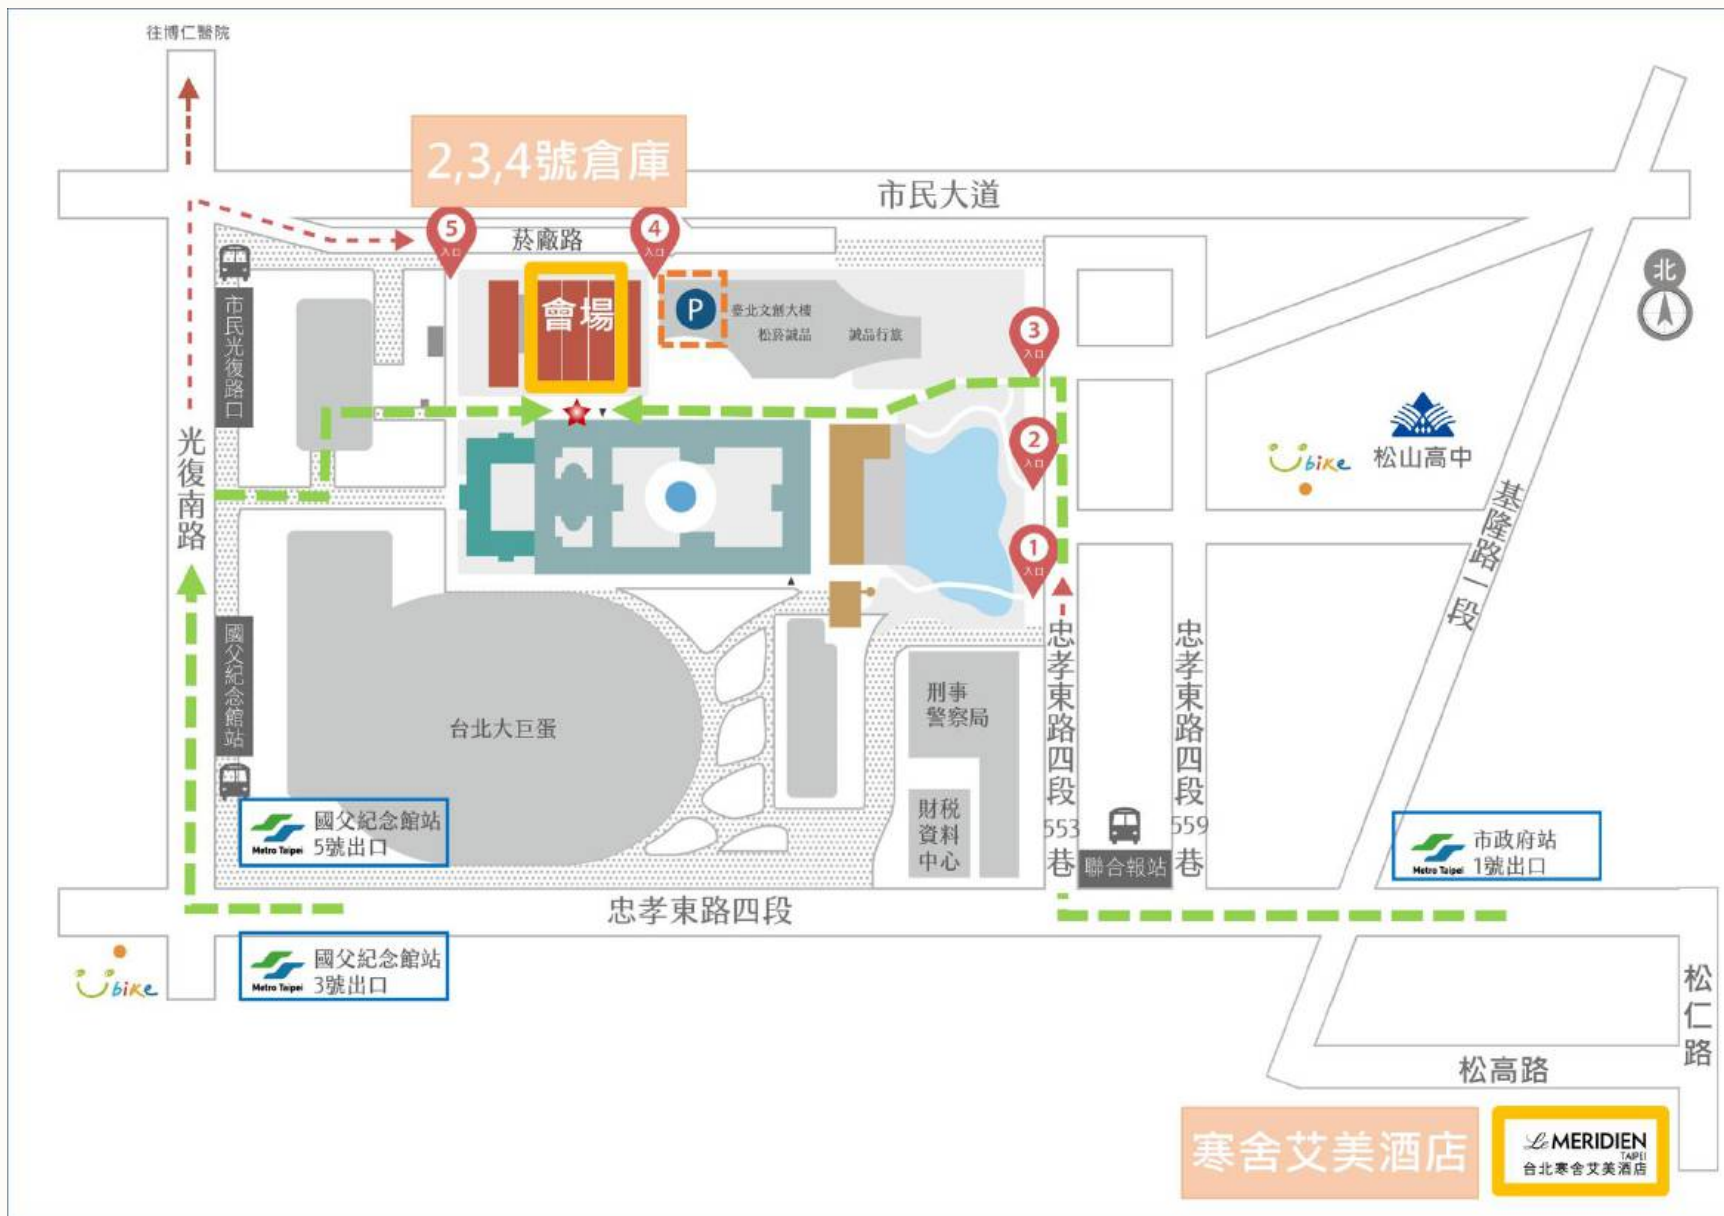 往博仁醫院
2,3,4號倉庫
市民大道
5
入口
菸廠路
4
入口
北
市民光復路口
會場
P
臺北文創大樓
松菸誠品
誠品行旅
3
入口
光復南路
2
入口
Ubike
松山高中
基隆路一段
1
入口
國父紀念館站
台北大巨蛋
刑事
警察局
忠孝東路四段
553
巷
忠孝東路四段
559
巷
財稅
資料
中心
聯合報站
Metro Taipei
國父紀念館站
5號出口
Metro Taipei
市政府站
1號出口
忠孝東路四段
Ubike
Metro Taipei
國父紀念館站
3號出口
松仁路
松高路
寒舍艾美酒店
Le MERIDIEN
TAIPEI
台北寒舍艾美酒店